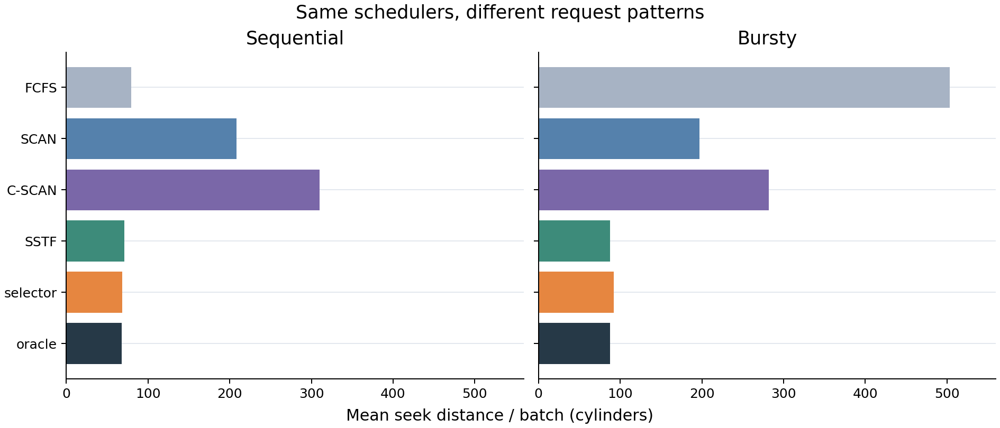 Same schedulers, different request patterns
Sequential
Bursty
FCFS
SCAN
C-SCAN
SSTF
selector
oracle
0 100 200 300 400 500
0 100 200 300 400 500
Mean seek distance / batch (cylinders)